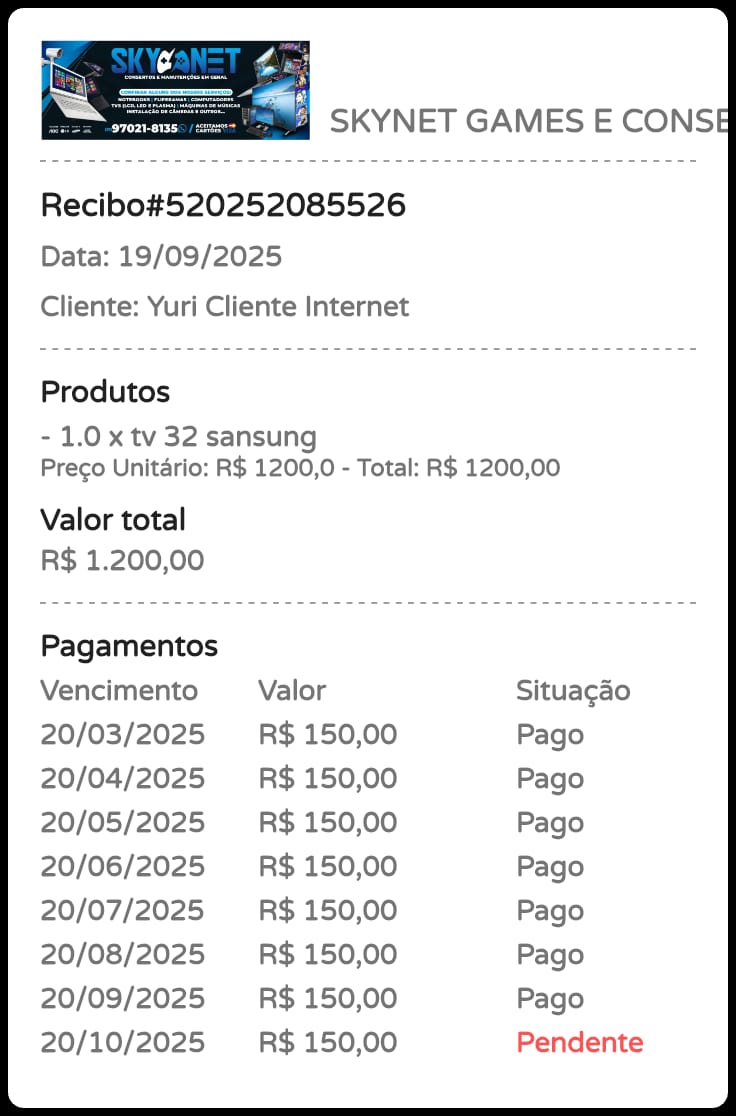 SKYNET
CONSERTOS E MANUTENÇÕES EM GERAL
CONFIRAR ALGUNS DOS NOSSOS SERVIÇOS!
NOTEBOOKS | FLIPERAMAS | COMPUTADORES
TVS (LCD, LED E PLASMA) | MÁQUINAS DE MÚSICAS
INSTALAÇÃO DE CÂMERAS E OUTROS...
97021-8135 / ACEITAMOS CARTÕES
SKYNET GAMES E CONSE
Recibo#520252085526
Data: 19/09/2025
Cliente: Yuri Cliente Internet
Produtos
- 1.0 x tv 32 sansung
Preço Unitário: R$ 1200,0 - Total: R$ 1200,00
Valor total
R$ 1.200,00
Pagamentos
Vencimento Valor Situação
20/03/2025 R$ 150,00 Pago
20/04/2025 R$ 150,00 Pago
20/05/2025 R$ 150,00 Pago
20/06/2025 R$ 150,00 Pago
20/07/2025 R$ 150,00 Pago
20/08/2025 R$ 150,00 Pago
20/09/2025 R$ 150,00 Pago
20/10/2025 R$ 150,00 Pendente